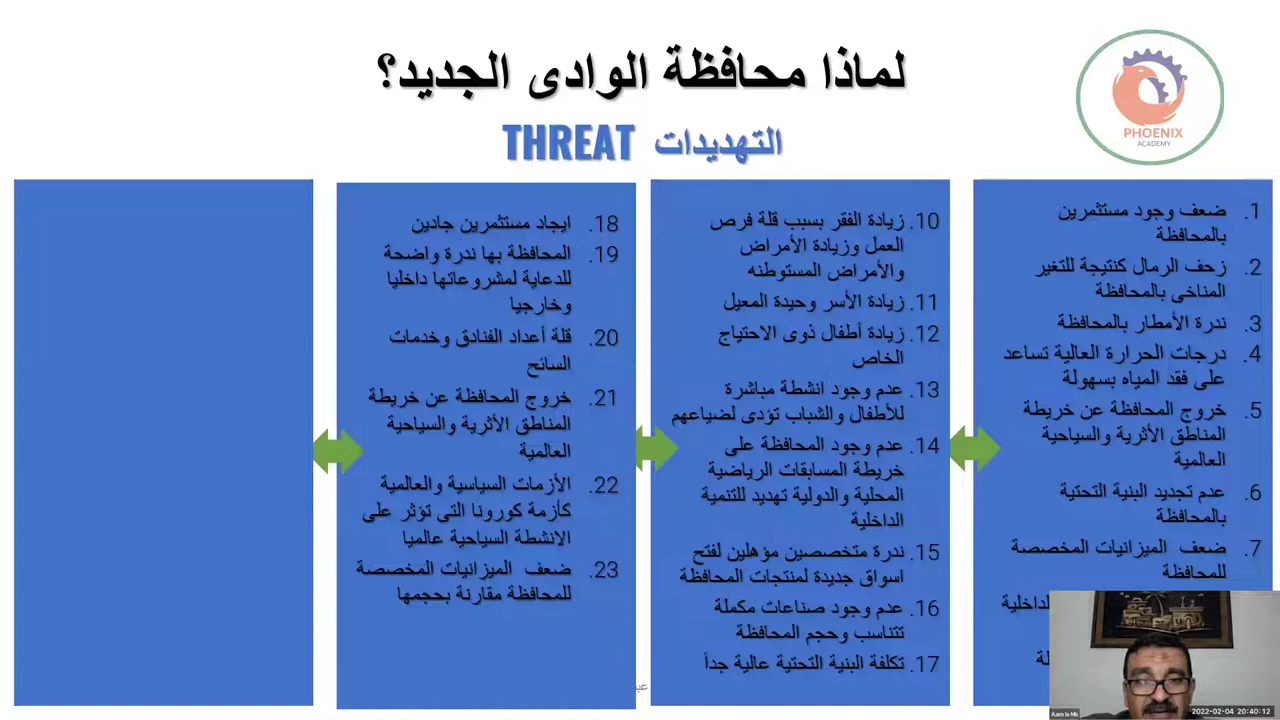 لماذا محافظة الوادى الجديد؟
التهديدات THREAT
PHOENIX
ACADEMY
1. ضعف وجود مستثمرين
بالمحافظة
2. زحف الرمال كنتيجة للتغير
المناخى بالمحافظة
3. ندرة الأمطار بالمحافظة
4. درجات الحرارة العالية تساعد
على فقد المياه بسهولة
5. خروج المحافظة عن خريطة
المناطق الأثرية والسياحية
العالمية
6. عدم تجديد البنية التحتية
بالمحافظة
7. ضعف الميزانيات المخصصة
للمحافظة
10. زيادة الفقر بسبب قلة فرص
العمل وزيادة الأمراض
والأمراض المستوطنه
11. زيادة الأسر وحيدة المعيل
12. زيادة أطفال ذوى الاحتياج
الخاص
13. عدم وجود انشطة مباشرة
للأطفال والشباب تؤدى لضياعهم
14. عدم وجود المحافظة على
خريطة المسابقات الرياضية
المحلية والدولية تهديد للتنمية
الداخلية
15. ندرة متخصصين مؤهلين لفتح
اسواق جديدة لمنتجات المحافظة
16. عدم وجود صناعات مكملة
تتناسب وحجم المحافظة
17. تكلفة البنية التحتية عالية جداً
18. ايجاد مستثمرين جادين
19. المحافظة بها ندرة واضحة
للدعاية لمشروعاتها داخليا
وخارجيا
20. قلة أعداد الفنادق وخدمات
السائح
21. خروج المحافظة عن خريطة
المناطق الأثرية والسياحية
العالمية
22. الأزمات السياسية والعالمية
كأزمة كورونا التى تؤثر على
الانشطة السياحية عالميا
23. ضعف الميزانيات المخصصة
للمحافظة مقارنة بحجمها
2022-02-04 20:40:12